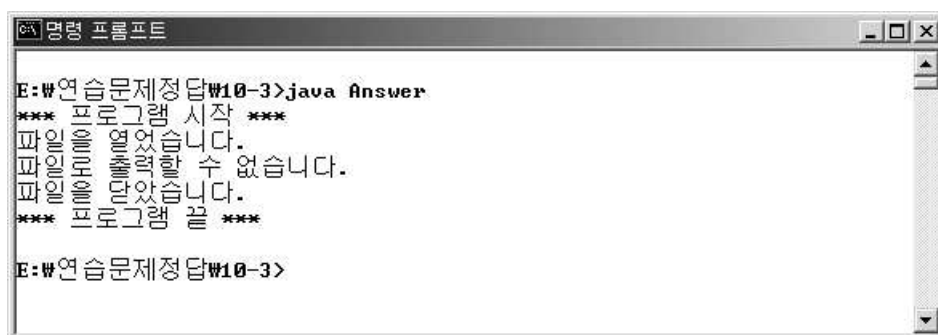 명령 프롬프트
E:₩연습문제정답₩10-3>java Answer
*** 프로그램 시작 ***
파일을 열었습니다.
파일로 출력할 수 없습니다.
파일을 닫았습니다.
*** 프로그램 끝 ***
E:₩연습문제정답₩10-3>